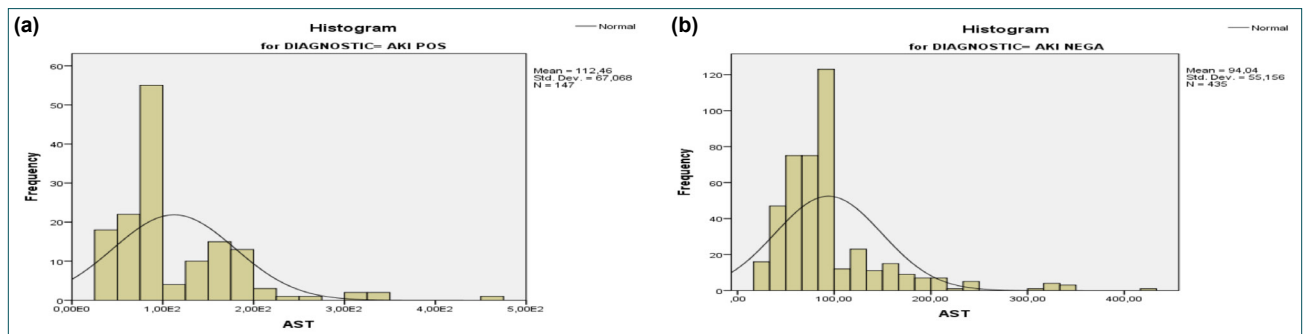 (a)
Histogram
Normal
for DIAGNOSTIC= AKI POS
Mean = 112,46
Std. Dev. = 67,068
N = 147
60
50
40
30
20
10
0
Frequency
0,00E0
1,00E2
2,00E2
3,00E2
4,00E2
5,00E2
AST
(b)
Histogram
Normal
for DIAGNOSTIC= AKI NEGA
Mean = 94,04
Std. Dev. = 55,156
N = 435
120
100
80
60
40
20
0
Frequency
,00
100,00
200,00
300,00
400,00
AST